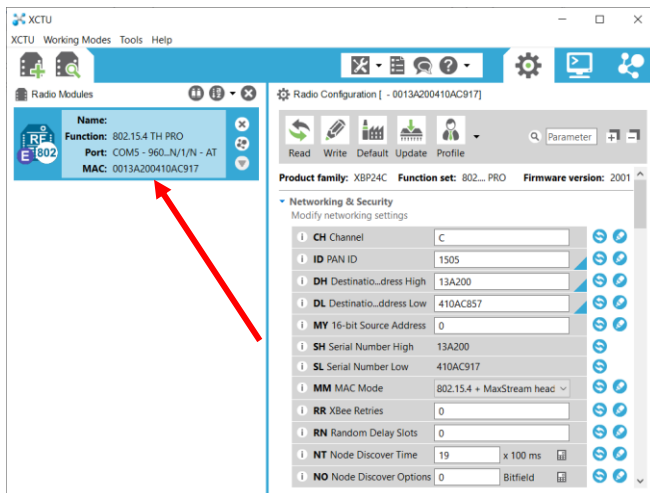 XCTU
XCTU Working Modes Tools Help
Radio Modules
Name:
Function: 802.15.4 TH PRO
Port: COM5 - 960...N/1/N - AT
MAC: 0013A200410AC917
RF
E 802
Radio Configuration [ - 0013A200410AC917]
Read Write Default Update Profile
Parameter
Product family: XBP24C Function set: 802.... PRO Firmware version: 2001
Networking & Security
Modify networking settings
i CH Channel C
i ID PAN ID 1505
i DH Destinatio...dress High 13A200
i DL Destinatio...ddress Low 410AC857
i MY 16-bit Source Address 0
i SH Serial Number High 13A200
i SL Serial Number Low 410AC917
i MM MAC Mode 802.15.4 + MaxStream head
i RR XBee Retries 0
i RN Random Delay Slots 0
i NT Node Discover Time 19 x 100 ms
i NO Node Discover Options 0 Bitfield